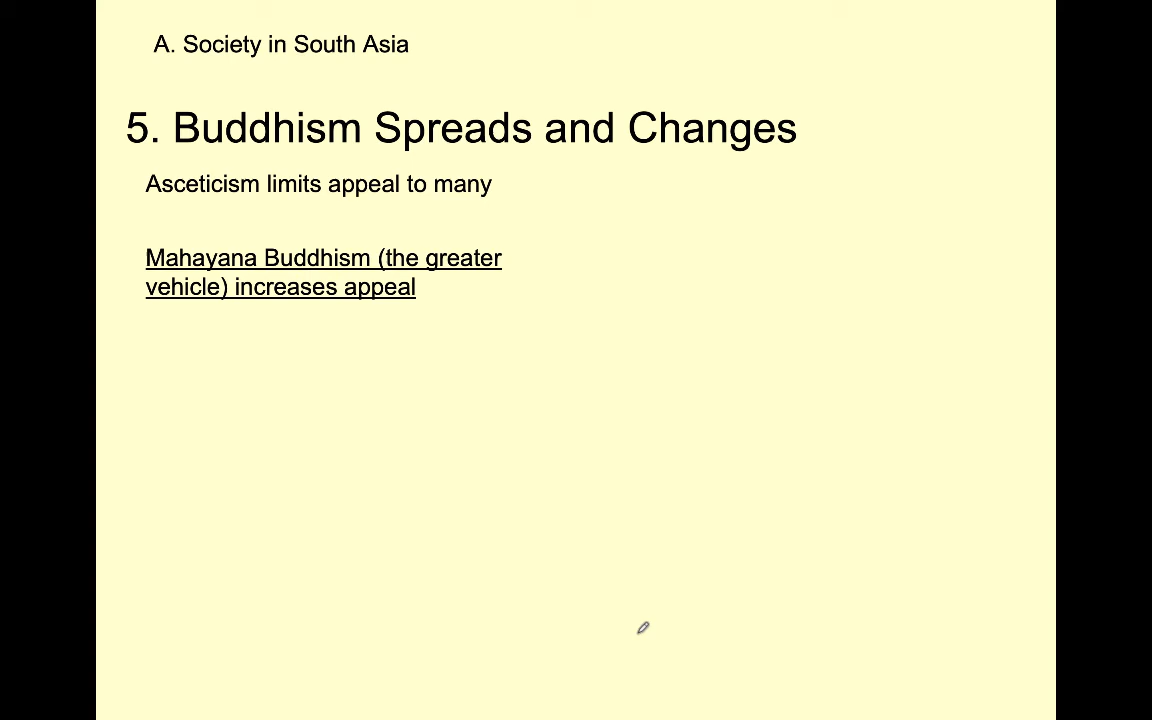 A. Society in South Asia
5. Buddhism Spreads and Changes
Asceticism limits appeal to many
Mahayana Buddhism (the greater
vehicle) increases appeal